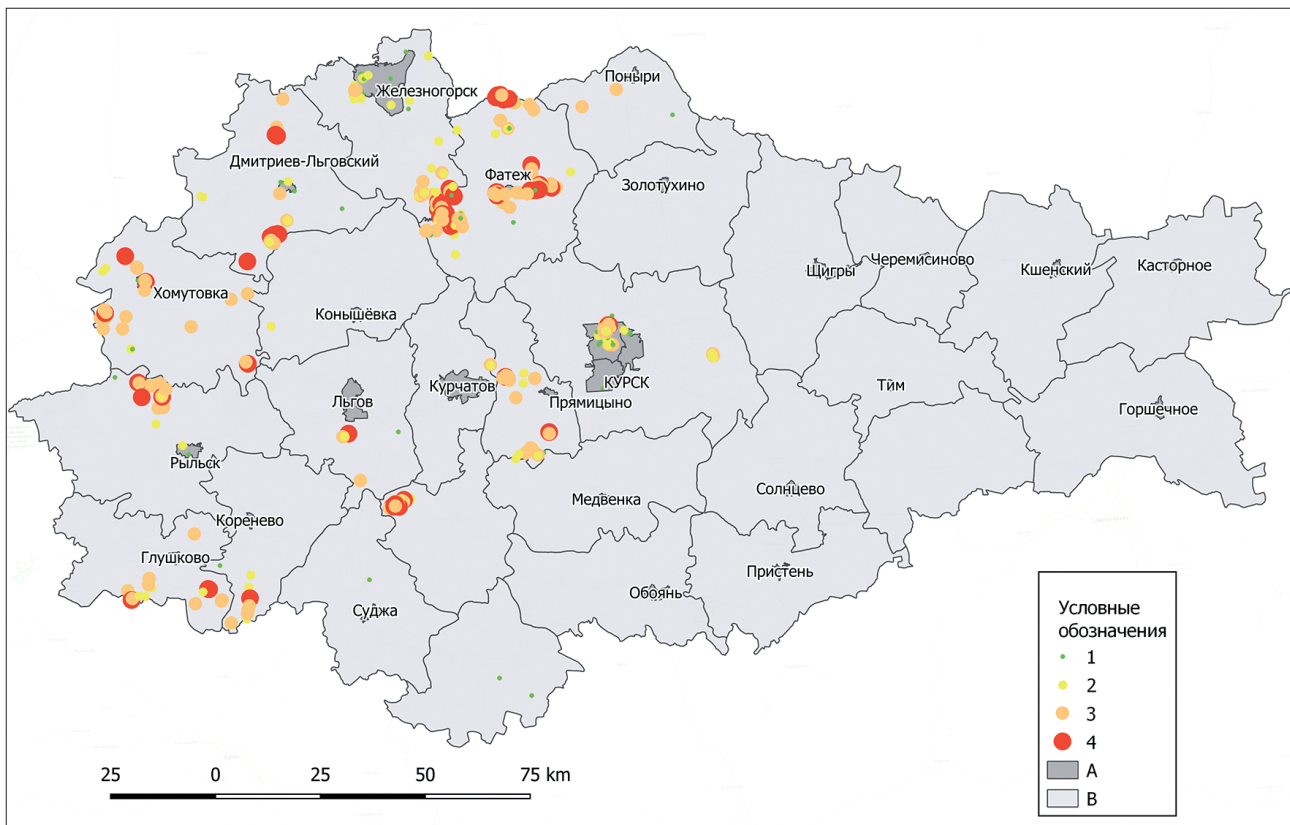 Поныри
Железногорск
Дмитриев-Льговский
Фатеж
Золотухино
Щигры
Черемисиново
Кшенский
Касторное
Хомутовка
Конышёвка
КУРСК
Курчатов
Прямицыно
Льгов
Тим
Горшечное
Рыльск
Солнцево
Медвенка
Коренево
Глушково
Пристень
Обоянь
Суджа
Условные
обозначения
1
2
3
4
A
B
25 0 25 50 75 km